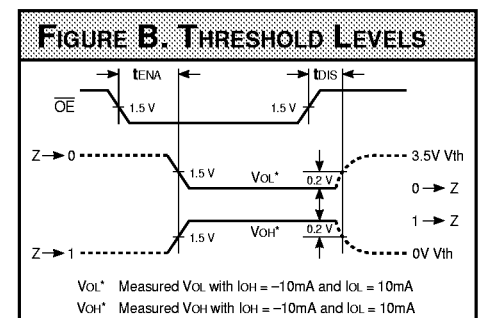 FIGURE B. THRESHOLD LEVELS
tENA tDIS
OE 1.5 V 1.5 V
Z → 0 3.5V Vth
1.5 V VOL* 0.2 V
0 → Z
1 → Z
1.5 V VOH* 0.2 V
Z → 1 0V Vth
VOL* Measured VOL with IOH = –10mA and IOL = 10mA
VOH* Measured VOH with IOH = –10mA and IOL = 10mA